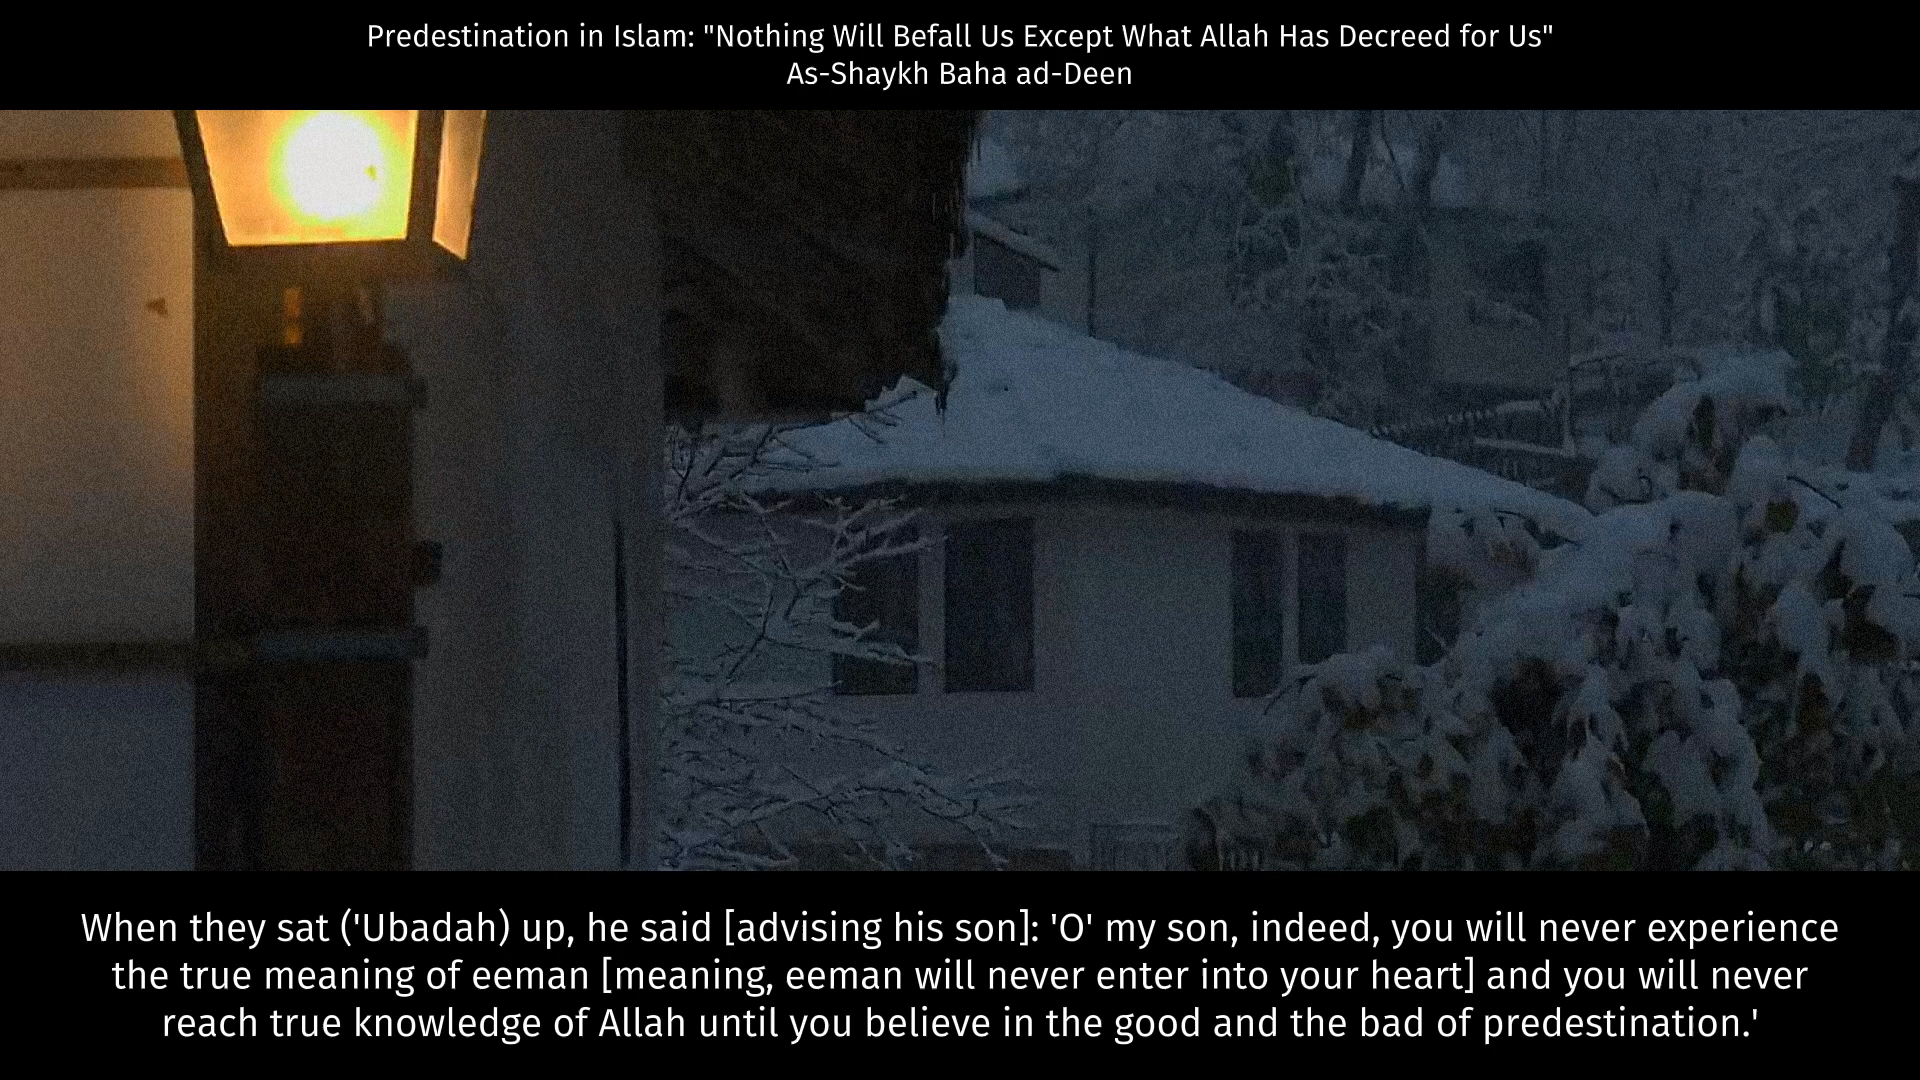 Predestination in Islam: "Nothing Will Befall Us Except What Allah Has Decreed for Us"
As-Shaykh Baha ad-Deen
When they sat ('Ubadah) up, he said [advising his son]: 'O' my son, indeed, you will never experience
the true meaning of eeman [meaning, eeman will never enter into your heart] and you will never
reach true knowledge of Allah until you believe in the good and the bad of predestination.'